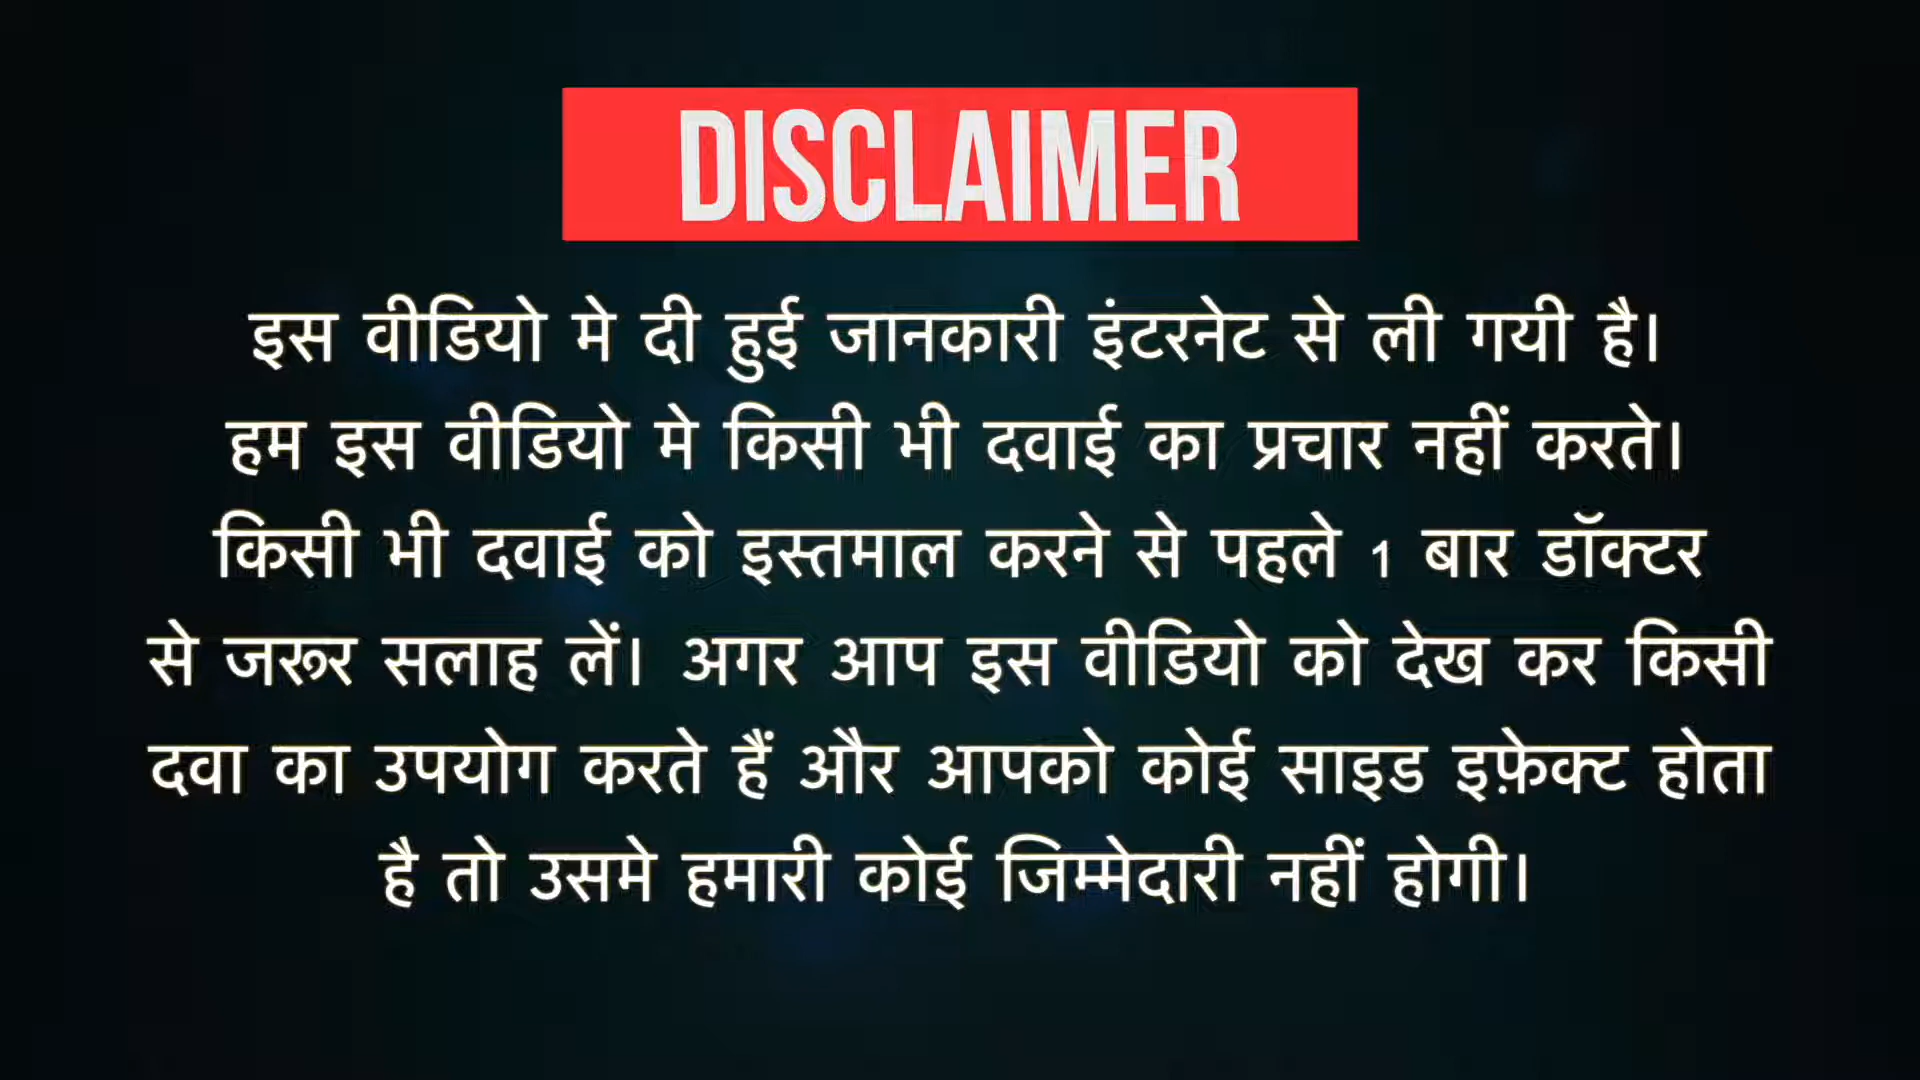 DISCLAIMER
इस वीडियो मे दी हुई जानकारी इंटरनेट से ली गयी है।
हम इस वीडियो मे किसी भी दवाई का प्रचार नहीं करते।
किसी भी दवाई को इस्तमाल करने से पहले 1 बार डॉक्टर
से जरूर सलाह लें। अगर आप इस वीडियो को देख कर किसी
दवा का उपयोग करते हैं और आपको कोई साइड इफ़ेक्ट होता
है तो उसमे हमारी कोई जिम्मेदारी नहीं होगी।